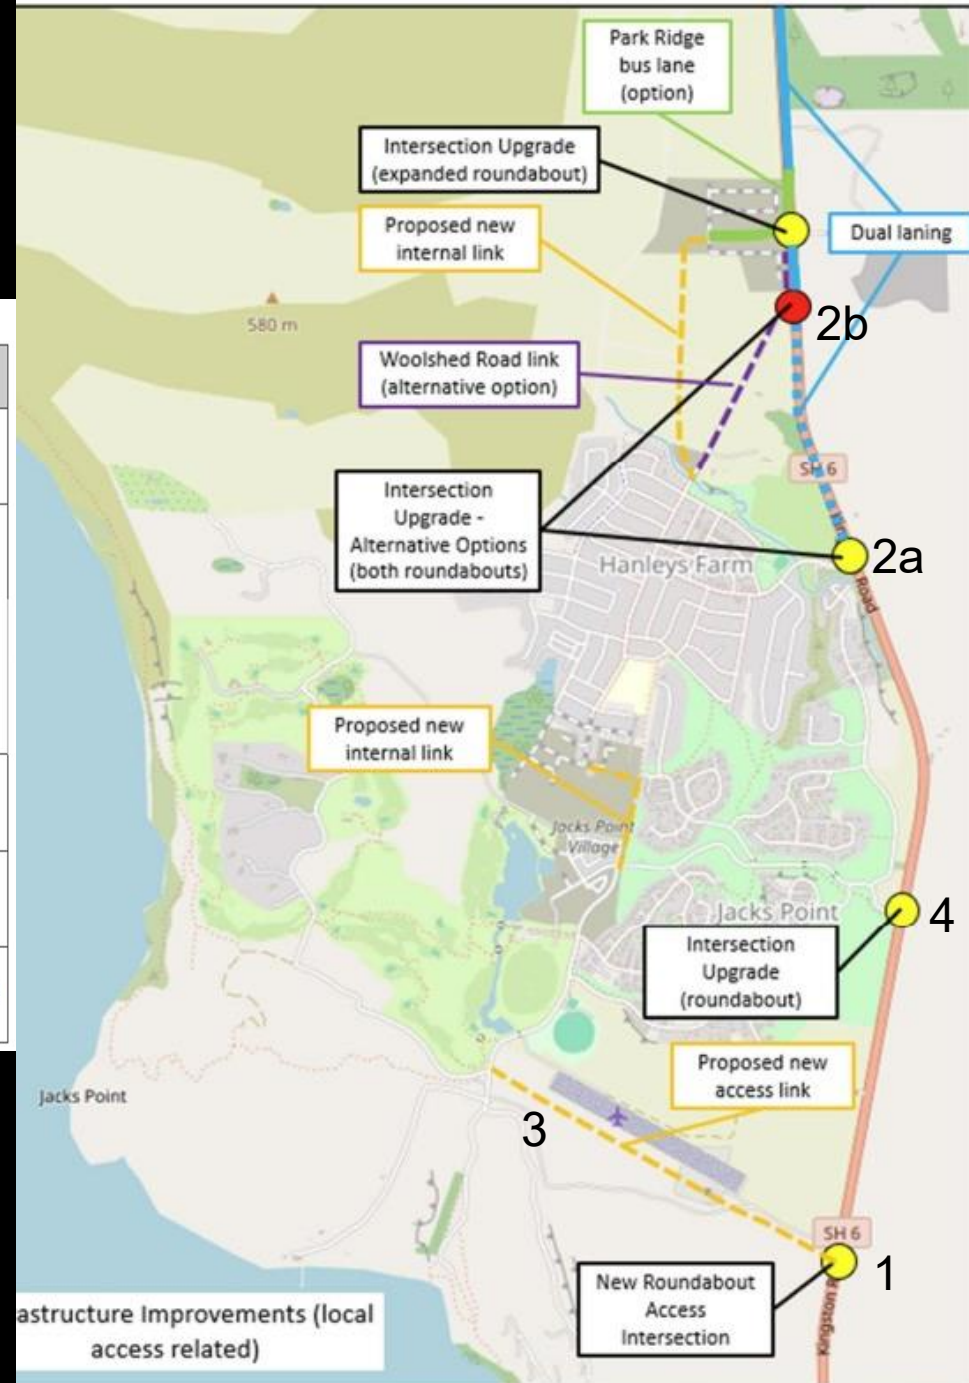 Park Ridge
bus lane
(option)
Intersection Upgrade
(expanded roundabout)
Proposed new
internal link
Dual laning
580 m
2b
Woolshed Road link
(alternative option)
SH 6
Intersection
Upgrade -
Alternative Options
(both roundabouts)
Hanleys Farm
2a
Road
Proposed new
internal link
Jacks Point
Village
Jacks Point
4
Intersection
Upgrade
(roundabout)
Proposed new
access link
Jacks Point
3
SH 6
1
New Roundabout
Access
Intersection
Kingston
astructure Improvements (local
access related)